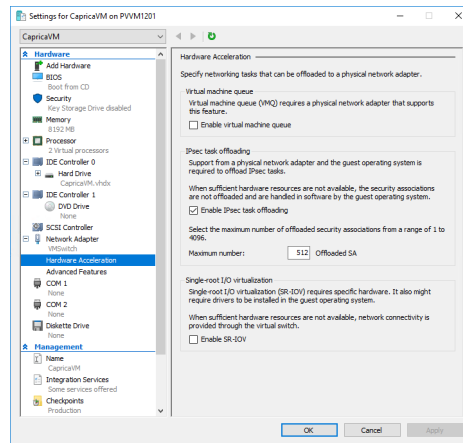 Settings for CapricaVM on PVVM1201
CapricaVM
Hardware
Add Hardware
BIOS
Boot from CD
Security
Key Storage Drive disabled
Memory
8192 MB
Processor
2 Virtual processors
IDE Controller 0
Hard Drive
CapricaVM.vhdx
IDE Controller 1
DVD Drive
None
SCSI Controller
Network Adapter
VMSwitch
Hardware Acceleration
Advanced Features
COM 1
None
COM 2
None
Diskette Drive
None
Management
Name
CapricaVM
Integration Services
Some services offered
Checkpoints
Production
Hardware Acceleration
Specify networking tasks that can be offloaded to a physical network adapter.
Virtual machine queue
Virtual machine queue (VMQ) requires a physical network adapter that supports
this feature.
Enable virtual machine queue
IPsec task offloading
Support from a physical network adapter and the guest operating system is
required to offload IPsec tasks.
When sufficient hardware resources are not available, the security associations
are not offloaded and are handled in software by the guest operating system.
Enable IPsec task offloading
Select the maximum number of offloaded security associations from a range of 1 to
4096.
Maximum number: 512 Offloaded SA
Single-root I/O virtualization
Single-root I/O virtualization (SR-IOV) requires specific hardware. It also might
require drivers to be installed in the guest operating system.
When sufficient hardware resources are not available, network connectivity is
provided through the virtual switch.
Enable SR-IOV
OK Cancel Apply